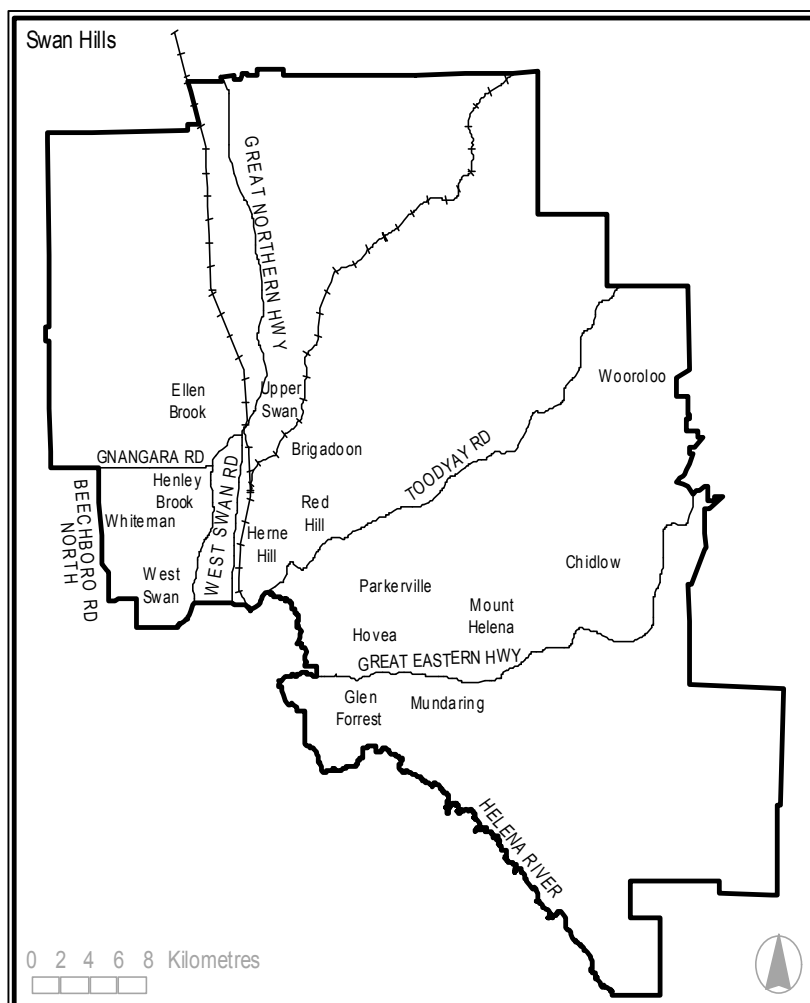 Swan Hills
GREAT NORTHERN HWY
Wooroloo
Ellen
Brook
Upper
Swan
GNANGARA RD
Brigadoon
TOODYAY RD
BEECHBORO RD
NORTH
Henley
Brook
Whiteman
WEST SWAN RD
Red
Hill
Herne
Hill
West
Swan
Chidlow
Parkerville
Mount
Helena
Hovea
GREAT EASTERN HWY
Glen
Forrest
Mundaring
HELENA RIVER
0 2 4 6 8 Kilometres